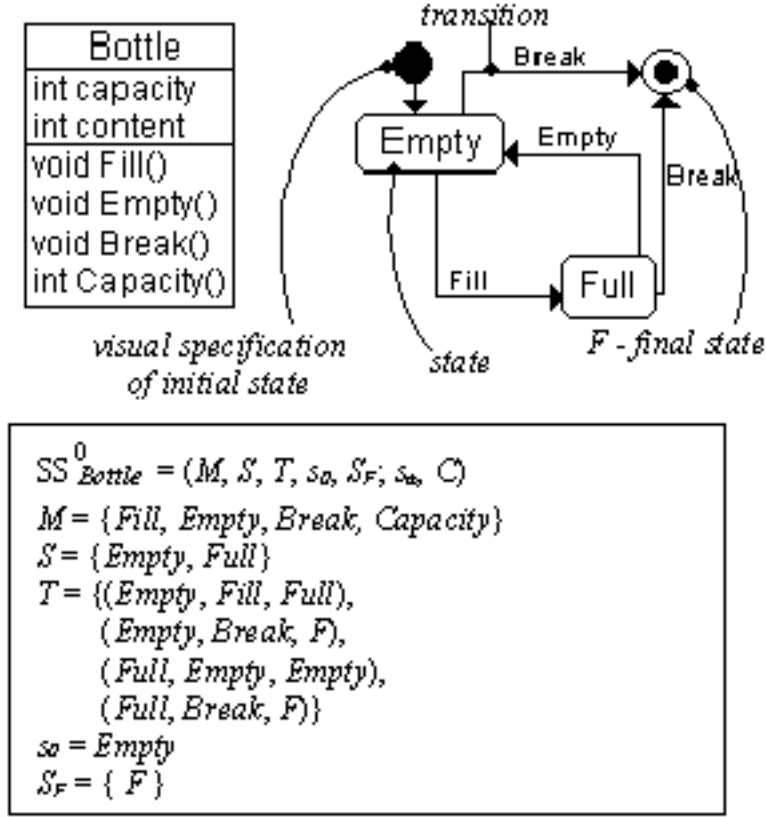 transition
Bottle
int capacity
int content
void Fill()
void Empty()
void Break()
int Capacity()
Break
Empty
Empty
Break
Fill
Full
visual specification
of initial state
state
F - final state
SS⁰Bottle = (M, S, T, s₀, S_F, sₐ, C)
M = {Fill, Empty, Break, Capacity}
S = {Empty, Full}
T = {(Empty, Fill, Full),
(Empty, Break, F),
(Full, Empty, Empty),
(Full, Break, F)}
s₀ = Empty
S_F = { F }